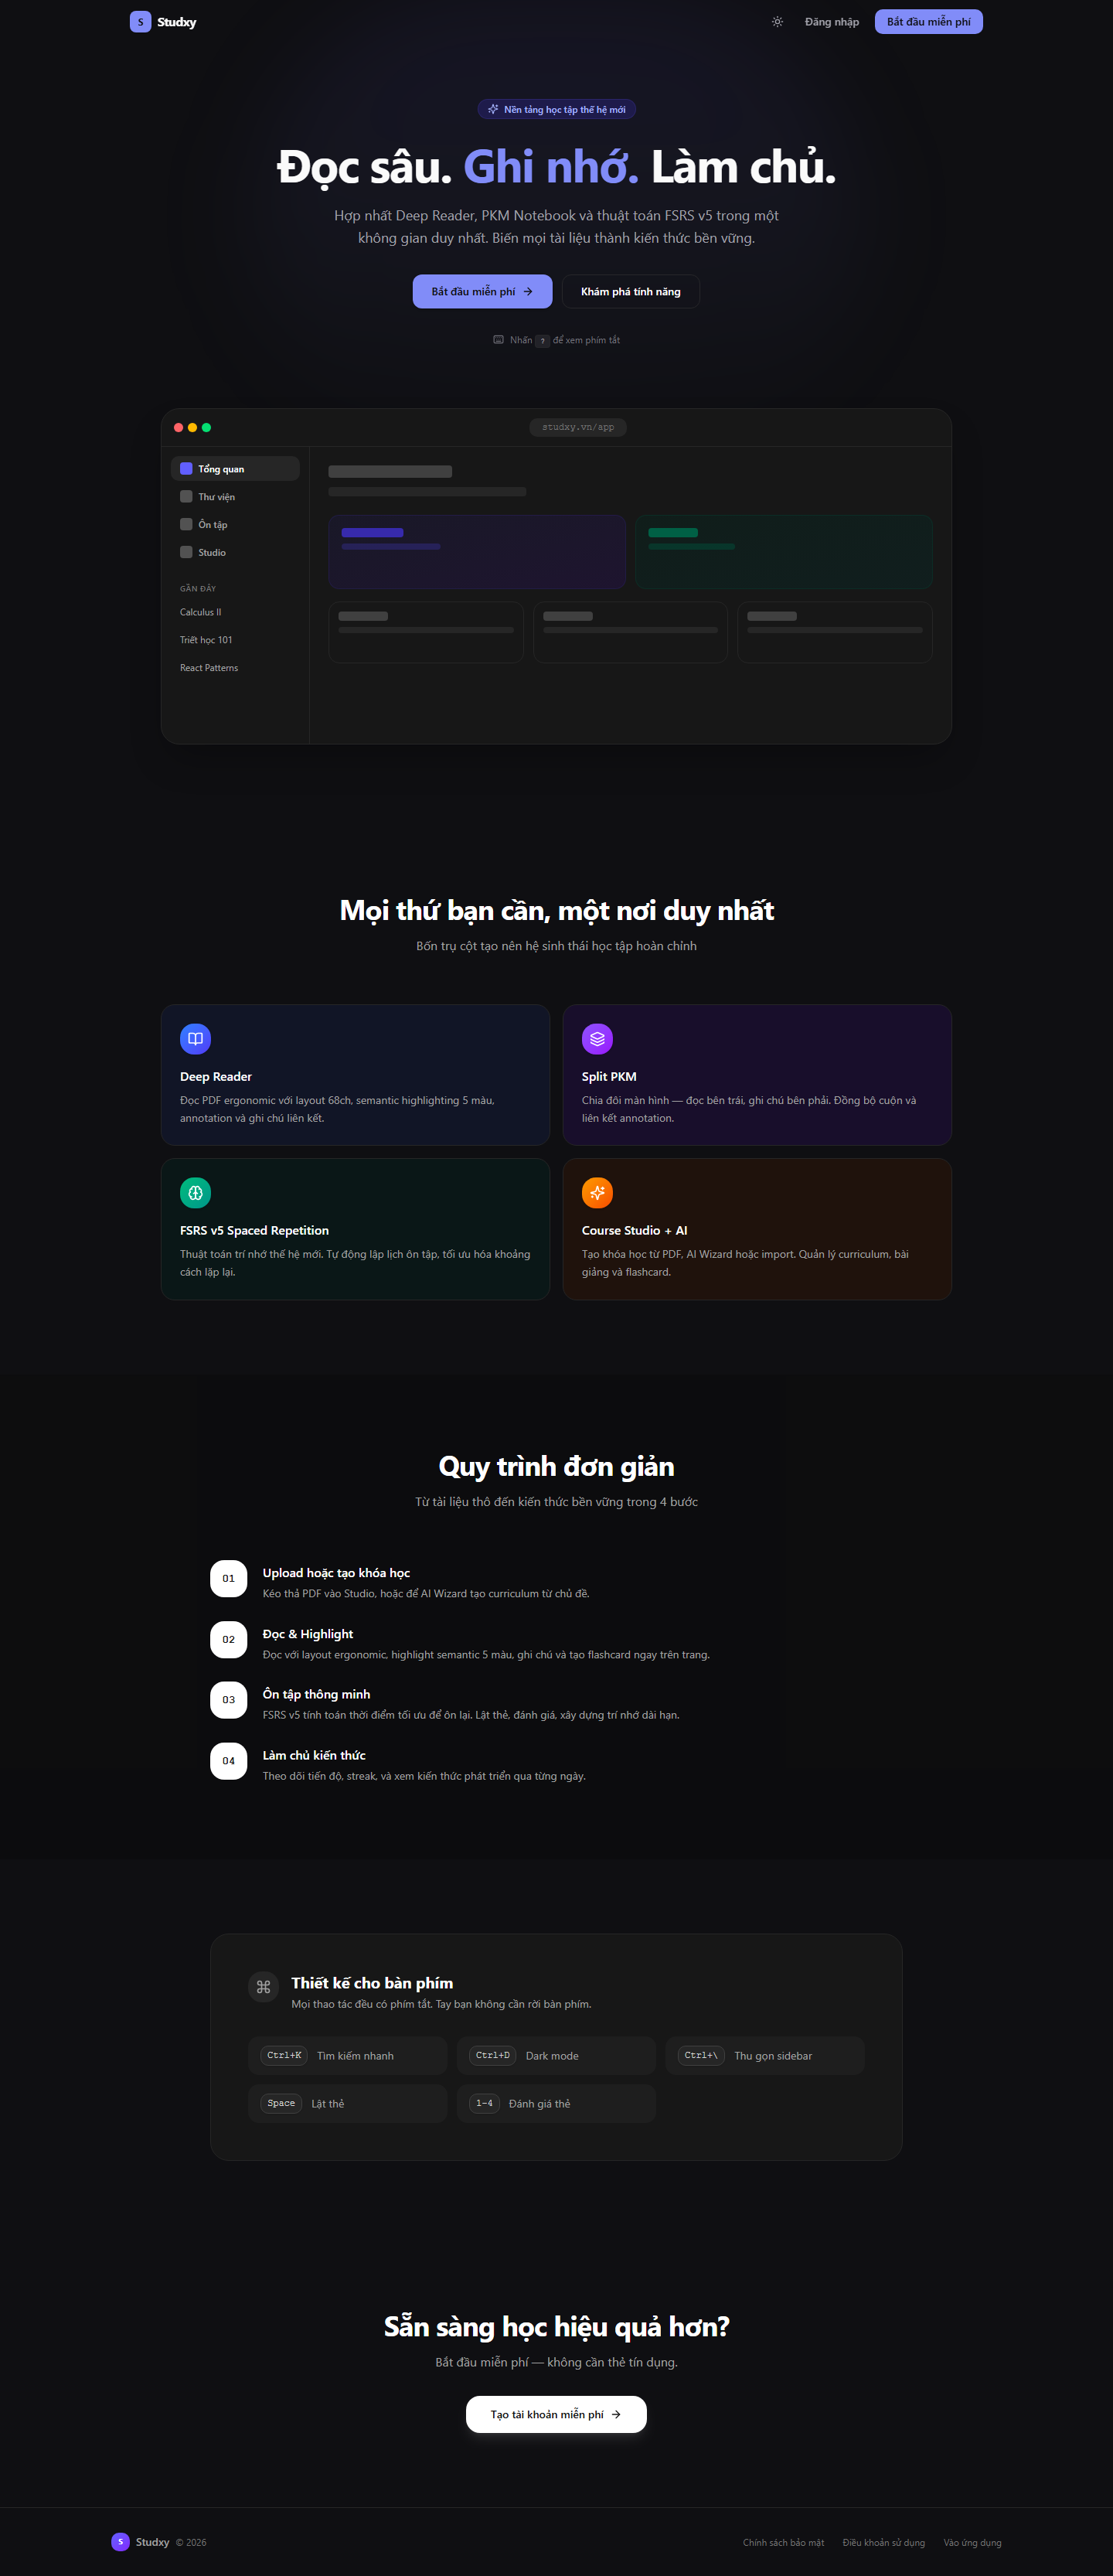 S Studxy
Đăng nhập
Bắt đầu miễn phí
Nền tảng học tập thế hệ mới
Đọc sâu. Ghi nhớ. Làm chủ.
Hợp nhất Deep Reader, PKM Notebook và thuật toán FSRS v5 trong một
không gian duy nhất. Biến mọi tài liệu thành kiến thức bền vững.
Bắt đầu miễn phí
Khám phá tính năng
Nhấn ? để xem phím tắt
studxy.vn/app
Tổng quan
Thư viện
Ôn tập
Studio
GẦN ĐÂY
Calculus II
Triết học 101
React Patterns
Mọi thứ bạn cần, một nơi duy nhất
Bốn trụ cột tạo nên hệ sinh thái học tập hoàn chỉnh
Deep Reader
Đọc PDF ergonomic với layout 68ch, semantic highlighting 5 màu,
annotation và ghi chú liên kết.
Split PKM
Chia đôi màn hình — đọc bên trái, ghi chú bên phải. Đồng bộ cuộn và
liên kết annotation.
FSRS v5 Spaced Repetition
Thuật toán trí nhớ thế hệ mới. Tự động lập lịch ôn tập, tối ưu hóa khoảng
cách lặp lại.
Course Studio + AI
Tạo khóa học từ PDF, AI Wizard hoặc import. Quản lý curriculum, bài
giảng và flashcard.
Quy trình đơn giản
Từ tài liệu thô đến kiến thức bền vững trong 4 bước
01
Upload hoặc tạo khóa học
Kéo thả PDF vào Studio, hoặc để AI Wizard tạo curriculum từ chủ đề.
02
Đọc & Highlight
Đọc với layout ergonomic, highlight semantic 5 màu, ghi chú và tạo flashcard ngay trên trang.
03
Ôn tập thông minh
FSRS v5 tính toán thời điểm tối ưu để ôn lại. Lật thẻ, đánh giá, xây dựng trí nhớ dài hạn.
04
Làm chủ kiến thức
Theo dõi tiến độ, streak, và xem kiến thức phát triển qua từng ngày.
Thiết kế cho bàn phím
Mọi thao tác đều có phím tắt. Tay bạn không cần rời bàn phím.
Ctrl+K Tìm kiếm nhanh
Ctrl+D Dark mode
Ctrl+\ Thu gọn sidebar
Space Lật thẻ
1-4 Đánh giá thẻ
Sẵn sàng học hiệu quả hơn?
Bắt đầu miễn phí — không cần thẻ tín dụng.
Tạo tài khoản miễn phí
S Studxy © 2026
Chính sách bảo mật
Điều khoản sử dụng
Vào ứng dụng